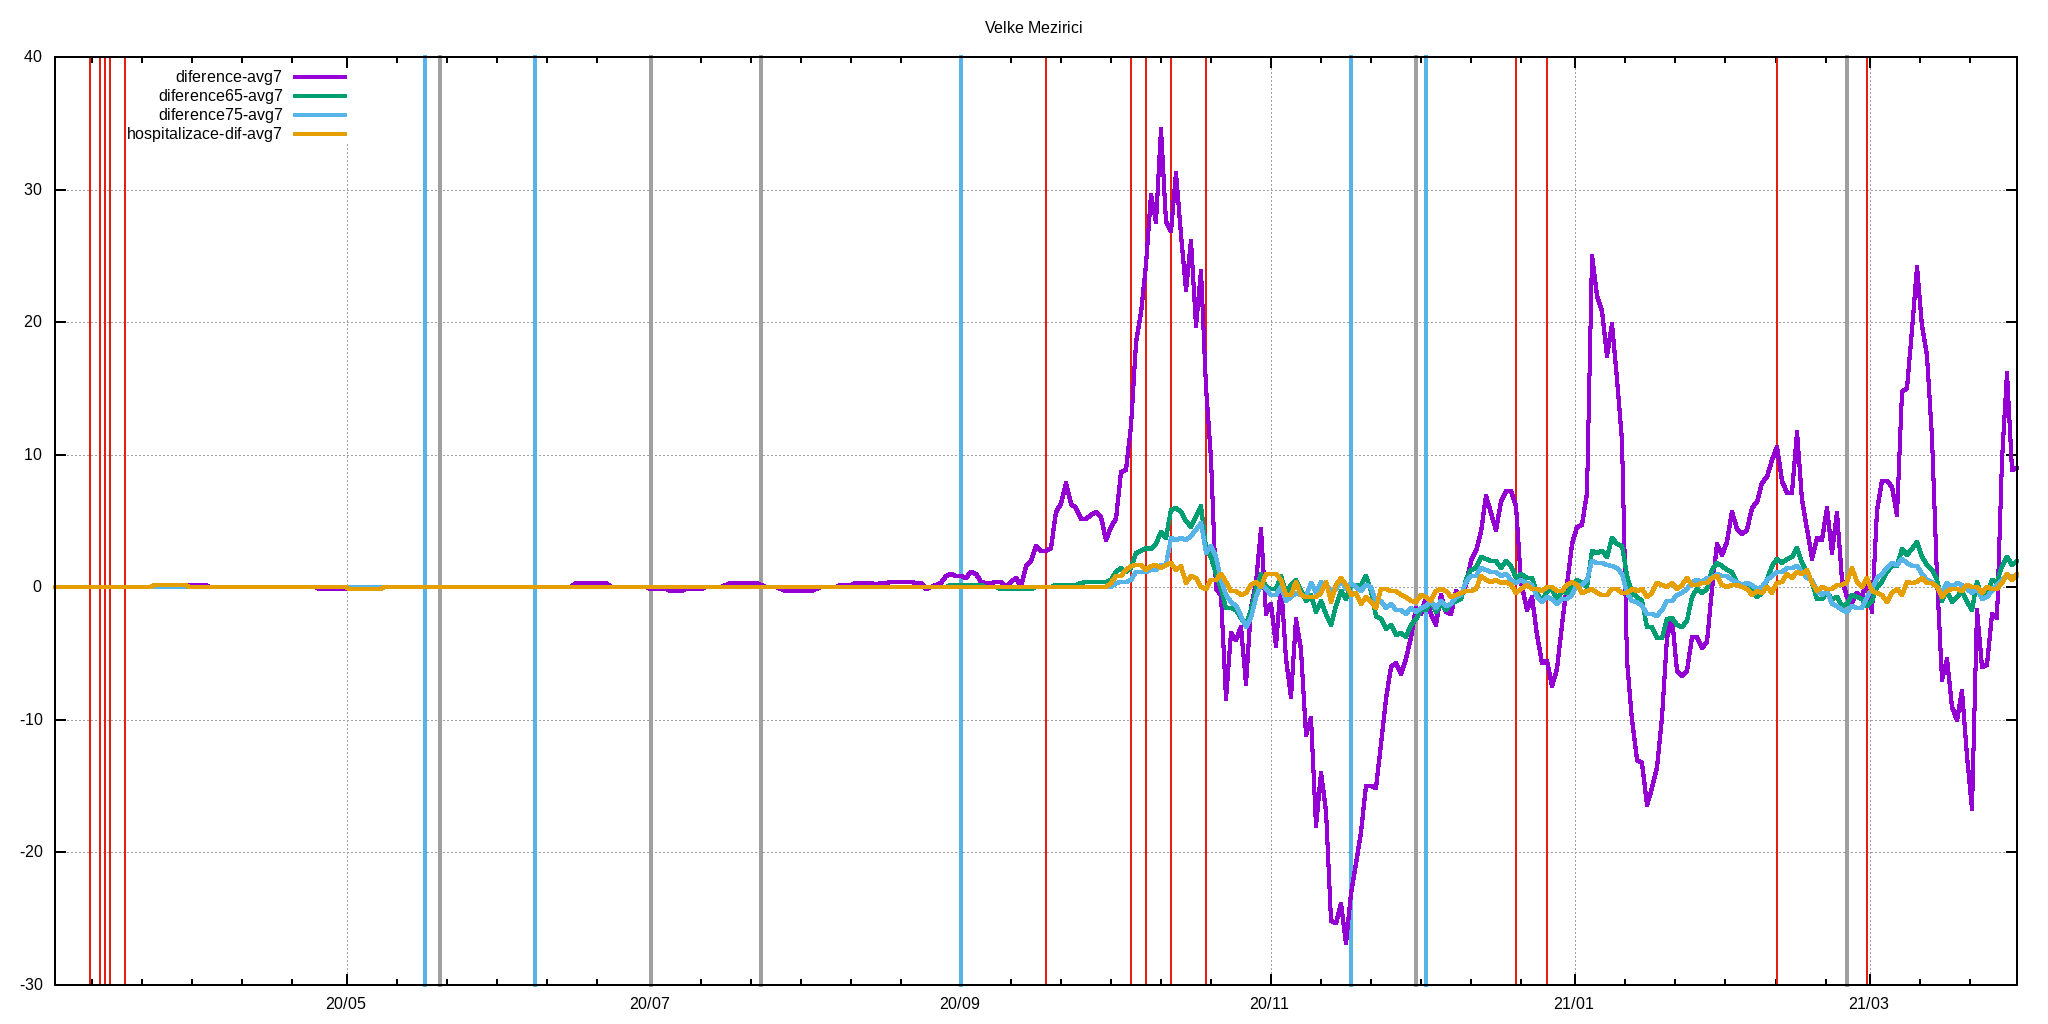 Velke Mezirici
40
diference-avg7
diference65-avg7
diference75-avg7
hospitalizace-dif-avg7
30
20
10
0
-10
-20
-30
20/05
20/07
20/09
20/11
21/01
21/03